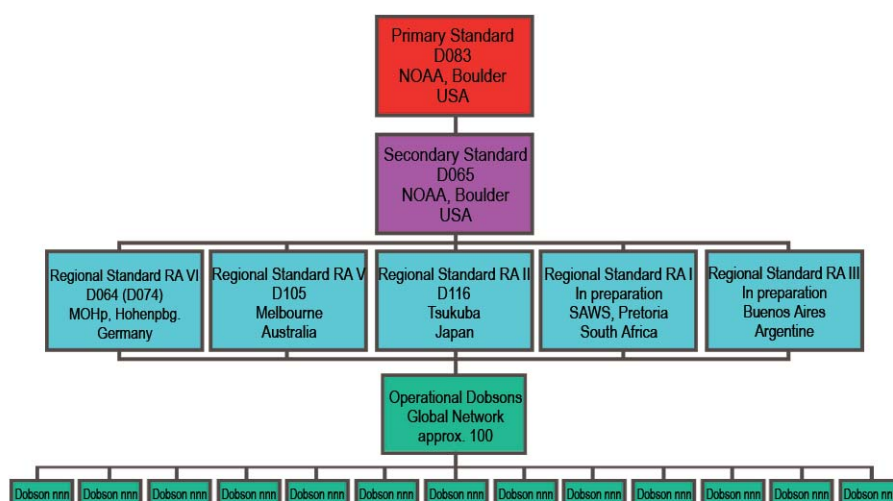 Primary Standard
D083
NOAA, Boulder
USA
Secondary Standard
D065
NOAA, Boulder
USA
Regional Standard RA VI
D064 (D074)
MOHp, Hohenpbg.
Germany
Regional Standard RA V
D105
Melbourne
Australia
Regional Standard RA II
D116
Tsukuba
Japan
Regional Standard RA I
In preparation
SAWS, Pretoria
South Africa
Regional Standard RA III
In preparation
Buenos Aires
Argentine
Operational Dobsons
Global Network
approx. 100
Dobson nnn
Dobson nnn
Dobson nnn
Dobson nnn
Dobson nnn
Dobson nnn
Dobson nnn
Dobson nnn
Dobson nnn
Dobson nnn
Dobson nnn
Dobson nnn
Dobson nn